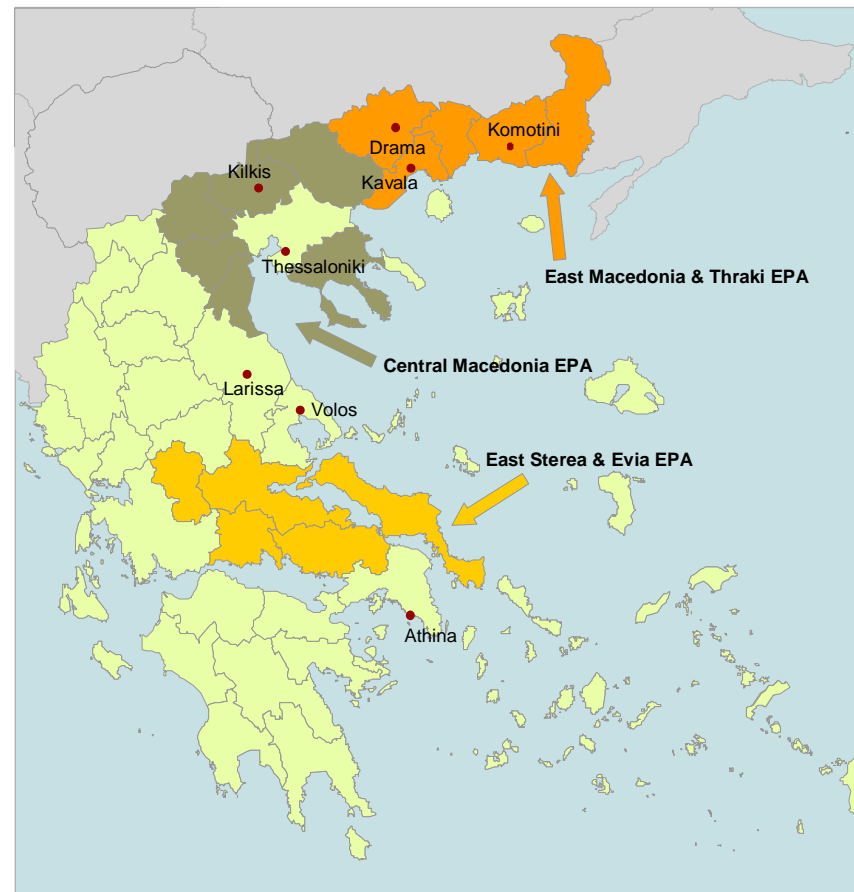 Komotini
Drama
Kilkis
Kavala
Thessaloniki
East Macedonia & Thraki EPA
Central Macedonia EPA
Larissa
Volos
East Sterea & Evia EPA
Athina